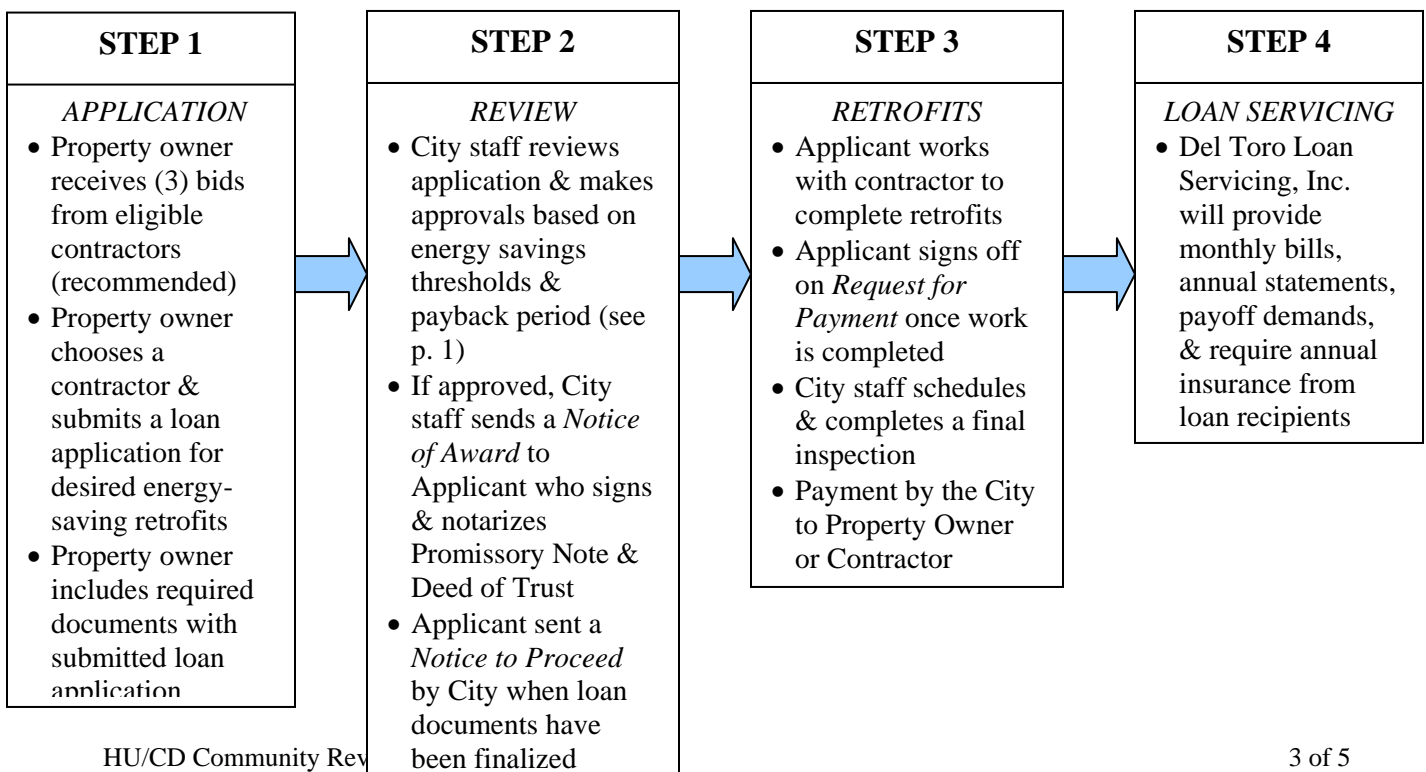 STEP 1
APPLICATION
• Property owner
receives (3) bids
from eligible
contractors
(recommended)
• Property owner
chooses a
contractor &
submits a loan
application for
desired energy-
saving retrofits
• Property owner
includes required
documents with
submitted loan
application
STEP 2
REVIEW
• City staff reviews
application & makes
approvals based on
energy savings
thresholds &
payback period (see
p. 1)
• If approved, City
staff sends a Notice
of Award to
Applicant who signs
& notarizes
Promissory Note &
Deed of Trust
• Applicant sent a
Notice to Proceed
by City when loan
documents have
been finalized
STEP 3
RETROFITS
• Applicant works
with contractor to
complete retrofits
• Applicant signs off
on Request for
Payment once work
is completed
• City staff schedules
& completes a final
inspection
• Payment by the City
to Property Owner
or Contractor
STEP 4
LOAN SERVICING
• Del Toro Loan
Servicing, Inc.
will provide
monthly bills,
annual statements,
payoff demands,
& require annual
insurance from
loan recipients
HU/CD Community Rev
3 of 5